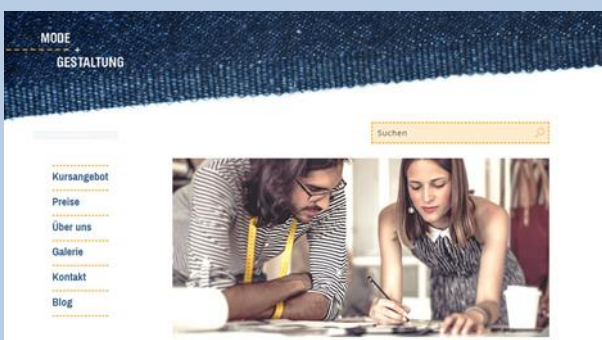 MODE
+
GESTALTUNG
Suchen
Kursangebot
Preise
Über uns
Galerie
Kontakt
Blog